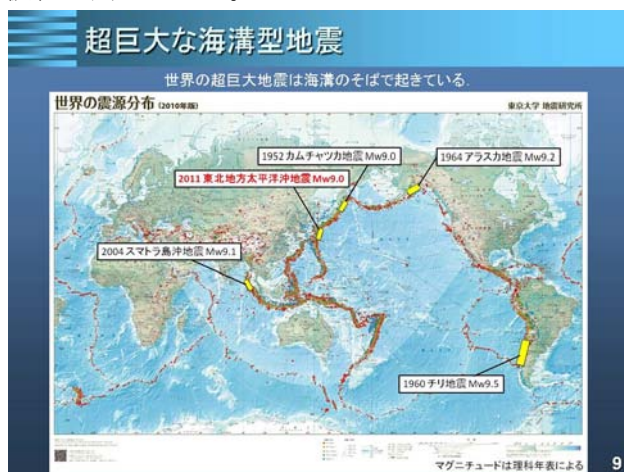 超巨大な海溝型地震
世界の超巨大地震は海溝のそばで起きている.
世界の震源分布 (2010年版)
東京大学 地震研究所
1952 カムチャツカ地震 Mw9.0
1964 アラスカ地震 Mw9.2
2011 東北地方太平洋沖地震 Mw9.0
2004 スマトラ島沖地震 Mw9.1
1960 チリ地震 Mw9.5
マグニチュードは理科年表による
9